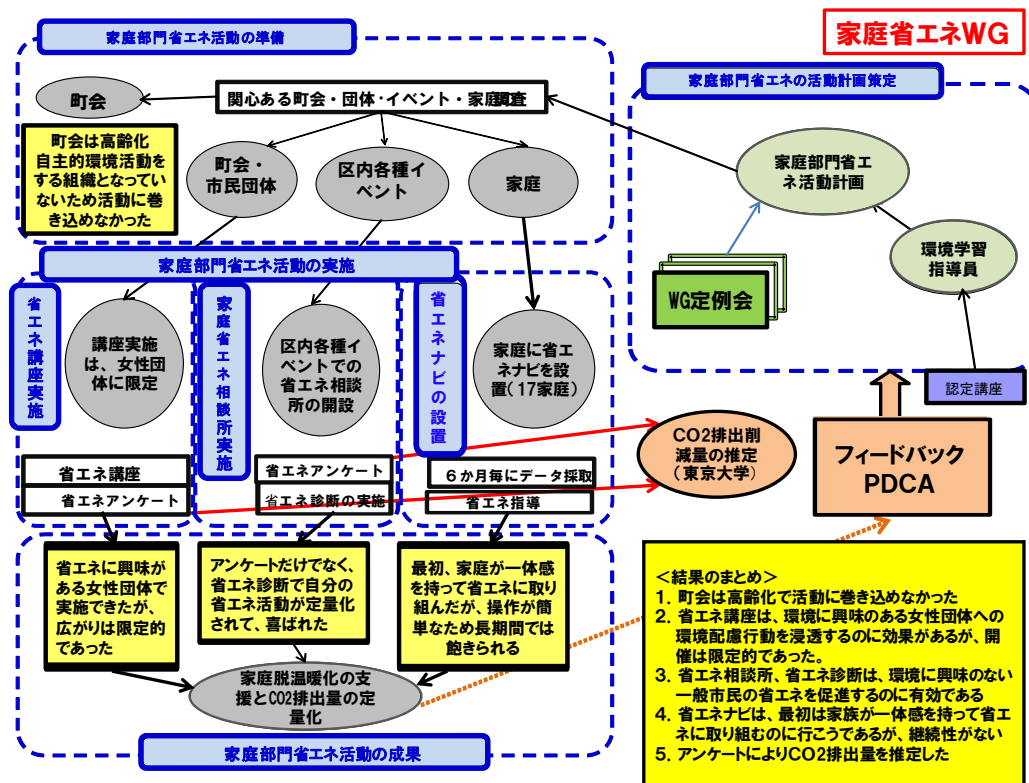 家庭省エネWG
家庭部門省エネ活動の準備
町会
関心ある町会・団体・イベント・家庭調査
町会は高齢化
自主的環境活動を
する組織となってい
ないため活動に巻
き込めなかった
町会・
市民団体
区内各種イ
ベント
家庭
家庭部門省エネの活動計画策定
家庭部門省エ
ネ活動計画
環境学習
指導員
WG定例会
認定講座
家庭部門省エネ活動の実施
省エネ講座実施
講座実施
は、女性団
体に限定
家庭省エネ相談所実施
区内各種イ
ベントでの
省エネ相談
所の開設
省エネナビの設置
家庭に省エ
ネナビを設
置(17家庭)
省エネ講座
省エネアンケート
省エネアンケート
省エネ診断の実施
6か月毎にデータ採取
省エネ指導
CO2排出削
減量の推定
(東京大学)
フィードバック
PDCA
省エネに興味が
ある女性団体で
実施できたが、
広がりは限定的
であった
アンケートだけでなく、
省エネ診断で自分の
省エネ活動が定量化
されて、喜ばれた
最初、家庭が一体感
を持って省エネに取り
組んだが、操作が簡
単なため長期間では
飽きられる
家庭脱温暖化の支
援とCO2排出量の定
量化
家庭部門省エネ活動の成果
<結果のまとめ>
1. 町会は高齢化で活動に巻き込めなかった
2. 省エネ講座は、環境に興味のある女性団体への
環境配慮行動を浸透するのに効果があるが、開
催は限定的であった。
3. 省エネ相談所、省エネ診断は、環境に興味のない
一般市民の省エネを促進するのに有効である
4. 省エネナビは、最初は家族が一体感を持って省エ
ネに取り組むのに行こうであるが、継続性がない
5. アンケートによりCO2排出量を推定した